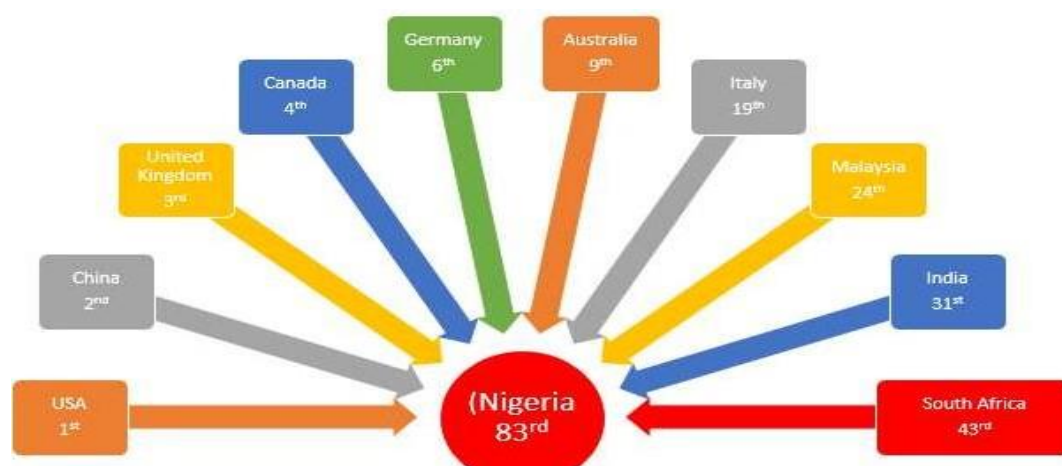 Germany
6th
Australia
9th
Canada
4th
Italy
19th
United
Kingdom
3rd
Malaysia
24th
China
2nd
India
31st
USA
1st
(Nigeria
83rd
South Africa
43rd